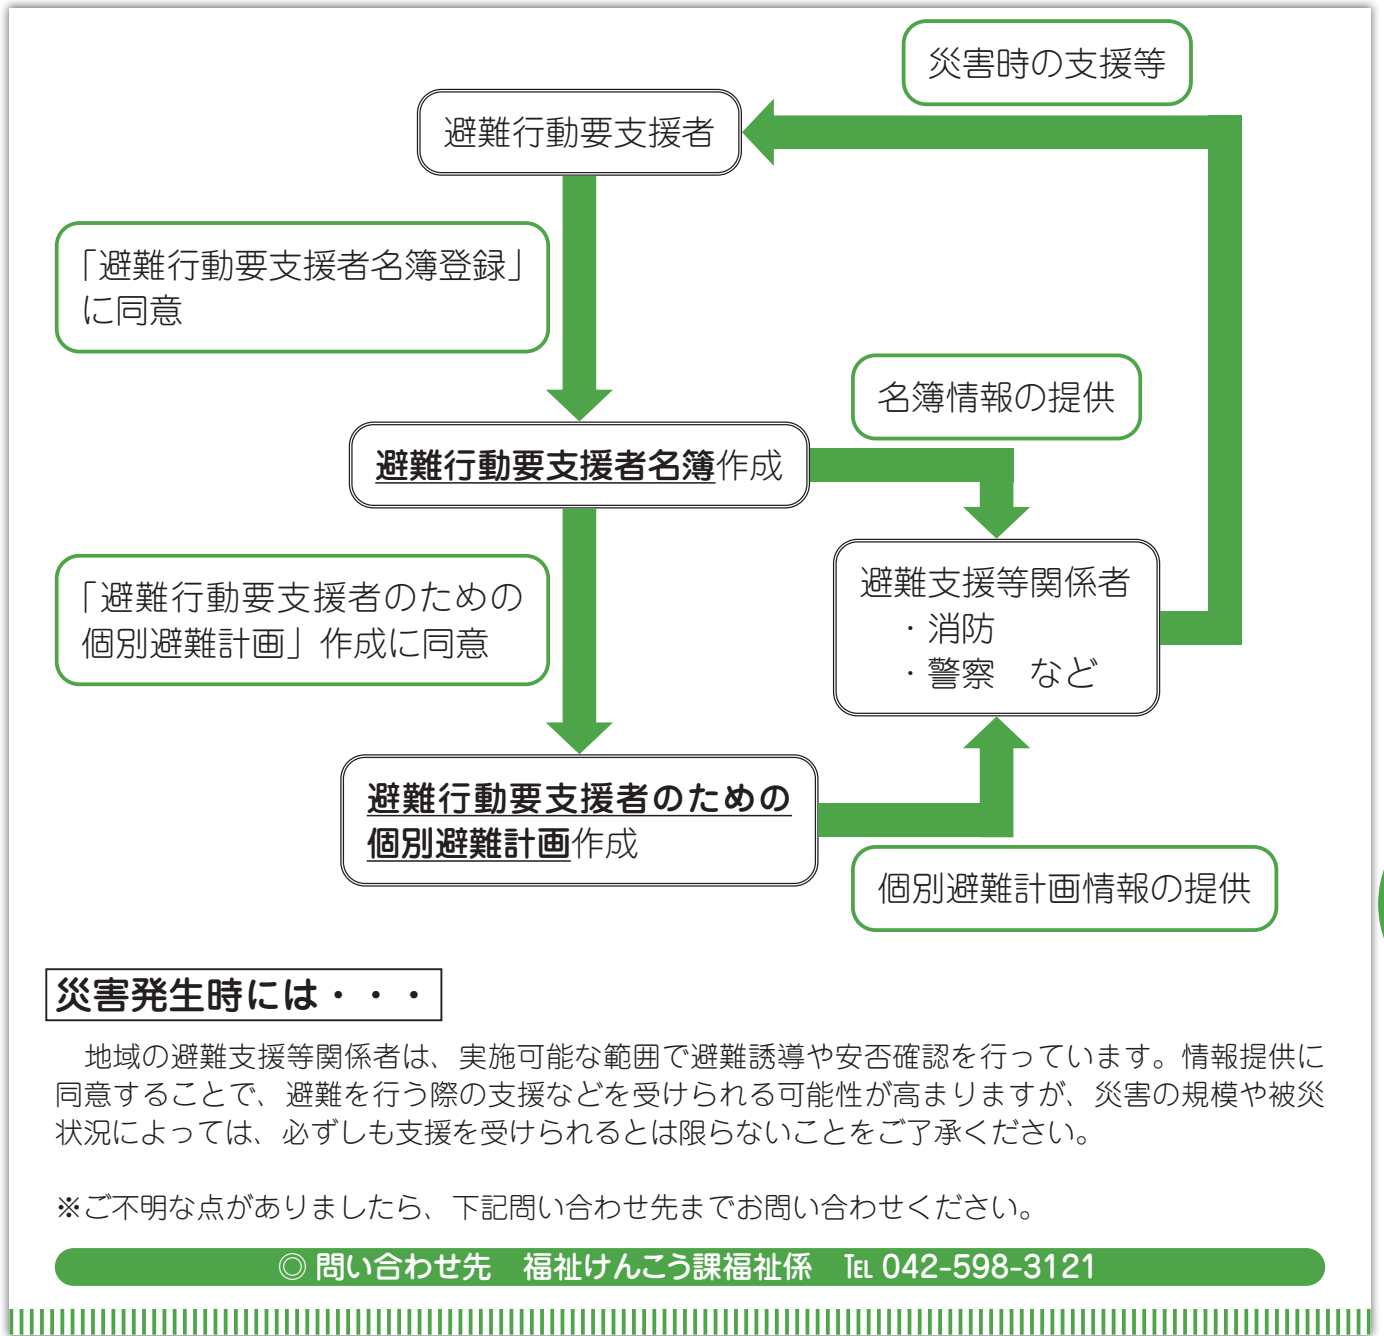 災害時の支援等
避難行動要支援者
「避難行動要支援者名簿登録」
に同意
名簿情報の提供
避難行動要支援者名簿作成
避難支援等関係者
・消防
・警察　など
「避難行動要支援者のための
個別避難計画」作成に同意
避難行動要支援者のための
個別避難計画作成
個別避難計画情報の提供
災害発生時には・・・
地域の避難支援等関係者は、実施可能な範囲で避難誘導や安否確認を行っています。情報提供に
同意することで、避難を行う際の支援などを受けられる可能性が高まりますが、災害の規模や被災
状況によっては、必ずしも支援を受けられるとは限らないことをご了承ください。
※ご不明な点がありましたら、下記問い合わせ先までお問い合わせください。
◎問い合わせ先　福祉けんこう課福祉係　℡ 042-598-3121